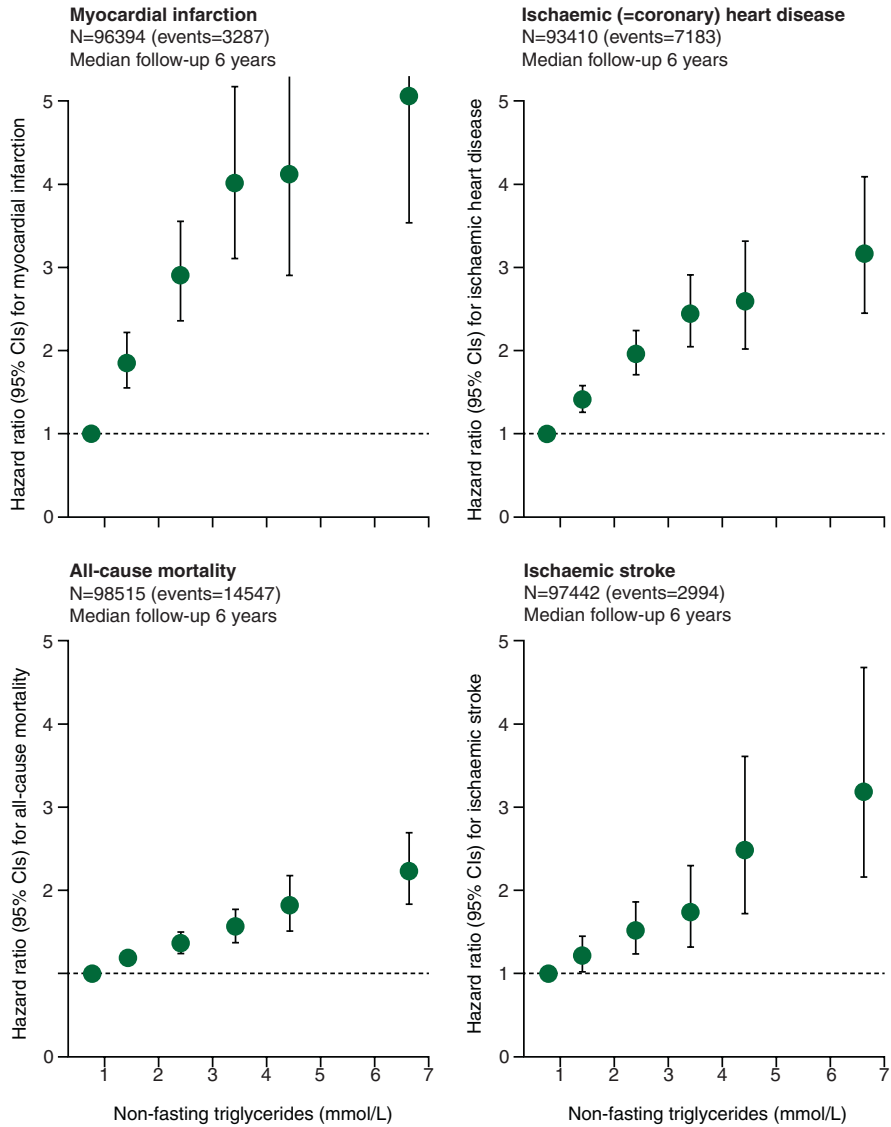 Myocardial infarction
N=96394 (events=3287)
Median follow-up 6 years
Hazard ratio (95% CIs) for myocardial infarction
5
4
3
2
1
0
Ischaemic (=coronary) heart disease
N=93410 (events=7183)
Median follow-up 6 years
Hazard ratio (95% CIs) for ischaemic heart disease
5
4
3
2
1
0
All-cause mortality
N=98515 (events=14547)
Median follow-up 6 years
Hazard ratio (95% CIs) for all-cause mortality
5
4
3
2
0
1 2 3 4 5 6 7
Non-fasting triglycerides (mmol/L)
Ischaemic stroke
N=97442 (events=2994)
Median follow-up 6 years
Hazard ratio (95% CIs) for ischaemic stroke
5
4
3
2
1
0
1 2 3 4 5 6 7
Non-fasting triglycerides (mmol/L)